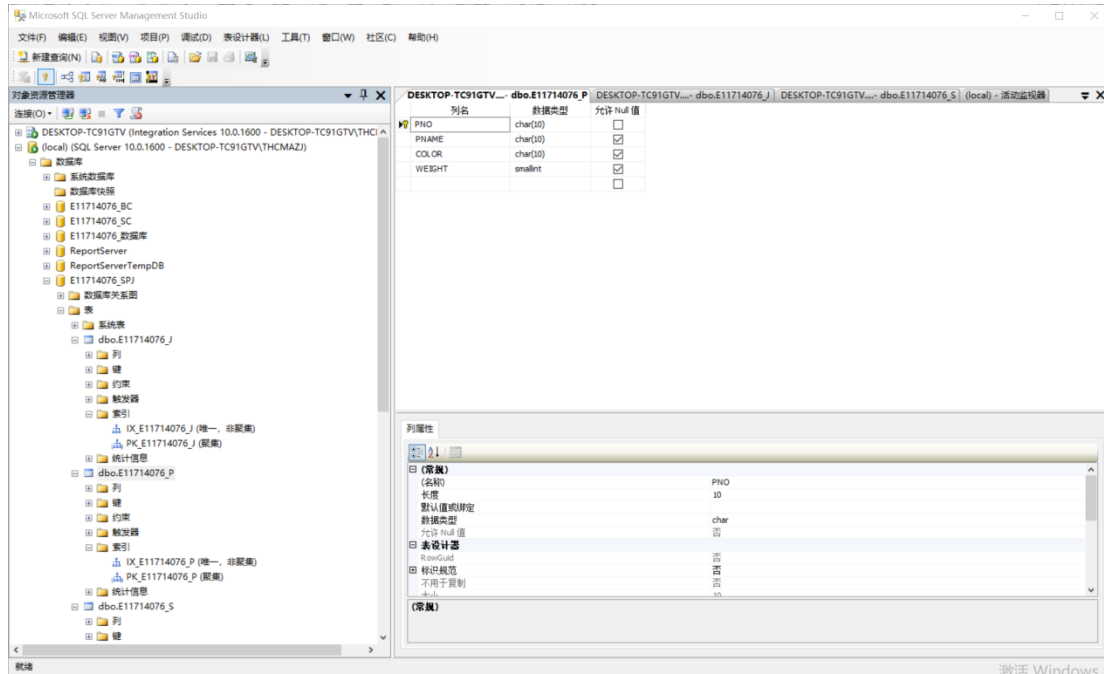 Microsoft SQL Server Management Studio
文件(F) 编辑(E) 视图(V) 项目(P) 调试(D) 表设计器(L) 工具(T) 窗口(W) 社区(C) 帮助(H)
新建查询(N)
对象资源管理器
连接(O)
DESKTOP-TC91GTV (Integration Services 10.0.1600 - DESKTOP-TC91GTV\THCI
(local) (SQL Server 10.0.1600 - DESKTOP-TC91GTV\THCMAZJ)
数据库
系统数据库
数据库快照
E11714076_BC
E11714076_SC
E11714076_数据库
ReportServer
ReportServerTempDB
E11714076_SPJ
数据库关系图
表
系统表
dbo.E11714076_J
列
键
约束
触发器
索引
IX_E11714076_J (唯一，非聚集)
PK_E11714076_J (聚集)
统计信息
dbo.E11714076_P
列
键
约束
触发器
索引
IX_E11714076_P (唯一，非聚集)
PK_E11714076_P (聚集)
统计信息
dbo.E11714076_S
列
键
就绪
DESKTOP-TC91GTV....- dbo.E11714076_P DESKTOP-TC91GTV....- dbo.E11714076_J DESKTOP-TC91GTV....- dbo.E11714076_S (local) - 活动监视器
列名 数据类型 允许 Null 值
PNO char(10)
PNAME char(10)
COLOR char(10)
WEIGHT smallint
列属性
(常规)
(名称) PNO
长度 10
默认值或绑定
数据类型 char
允许 Null 值 否
表设计器
RowGuid 否
标识规范 否
不用于复制 否
大小 10
(常规)
激活 Windows